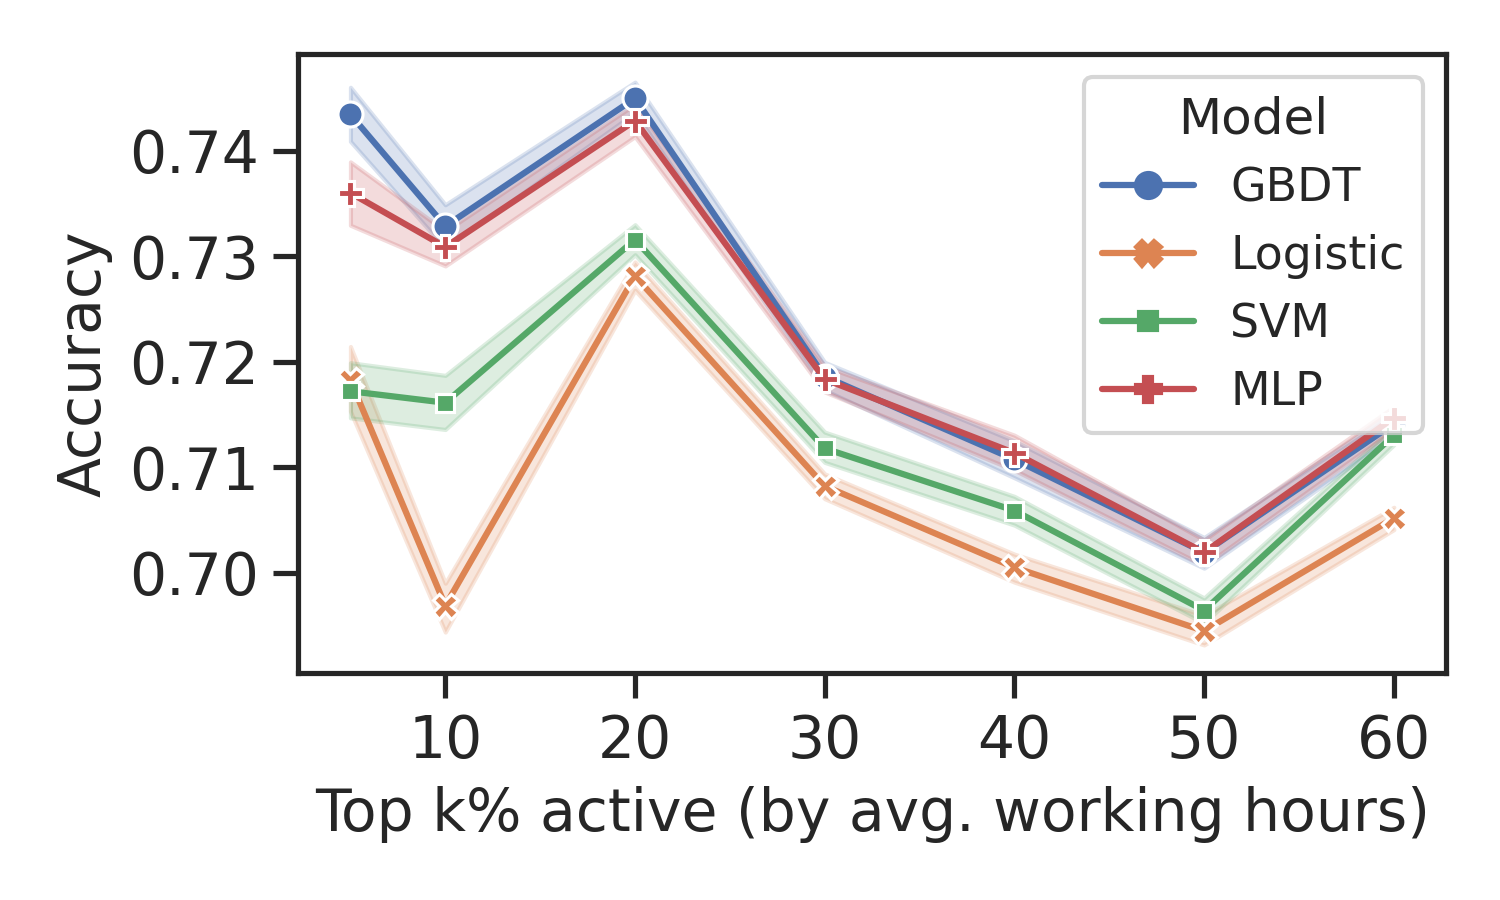 Accuracy
0.74
0.73
0.72
0.71
0.70
Model
GBDT
Logistic
SVM
MLP
10 20 30 40 50 60
Top k% active (by avg. working hours)